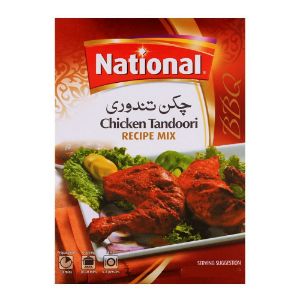 National
چکن تندوری
Chicken Tandoori
RECIPE MIX
BBQ
SERVING SUGGESTION